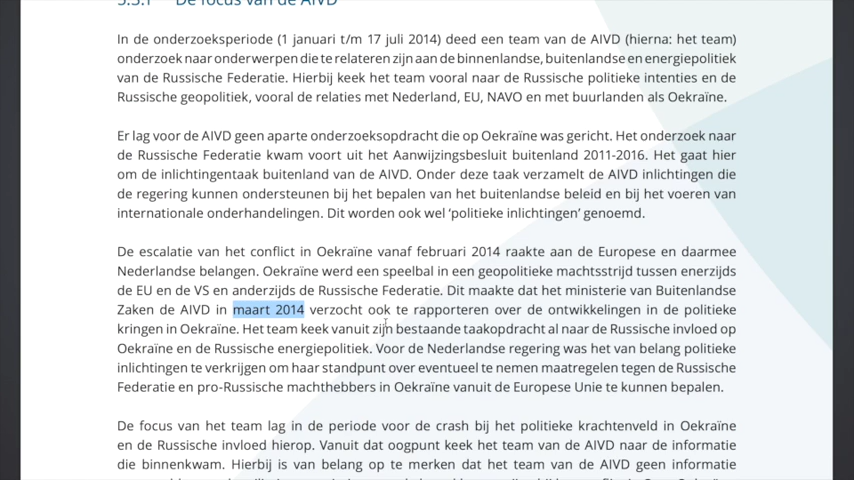 5.3.1 De focus van de AIVD
In de onderzoeksperiode (1 januari t/m 17 juli 2014) deed een team van de AIVD (hierna: het team)
onderzoek naar onderwerpen die te relateren zijn aan de binnenlandse, buitenlandse en energiepolitiek
van de Russische Federatie. Hierbij keek het team vooral naar de Russische politieke intenties en de
Russische geopolitiek, vooral de relaties met Nederland, EU, NAVO en met buurlanden als Oekraïne.
Er lag voor de AIVD geen aparte onderzoeksopdracht die op Oekraïne was gericht. Het onderzoek naar
de Russische Federatie kwam voort uit het Aanwijzingsbesluit buitenland 2011-2016. Het gaat hier
om de inlichtingentaak buitenland van de AIVD. Onder deze taak verzamelt de AIVD inlichtingen die
de regering kunnen ondersteunen bij het bepalen van het buitenlandse beleid en bij het voeren van
internationale onderhandelingen. Dit worden ook wel ‘politieke inlichtingen’ genoemd.
De escalatie van het conflict in Oekraïne vanaf februari 2014 raakte aan de Europese en daarmee
Nederlandse belangen. Oekraïne werd een speelbal in een geopolitieke machtsstrijd tussen enerzijds
de EU en de VS en anderzijds de Russische Federatie. Dit maakte dat het ministerie van Buitenlandse
Zaken de AIVD in maart 2014 verzocht ook te rapporteren over de ontwikkelingen in de politieke
kringen in Oekraïne. Het team keek vanuit zijn bestaande taakopdracht al naar de Russische invloed op
Oekraïne en de Russische energiepolitiek. Voor de Nederlandse regering was het van belang politieke
inlichtingen te verkrijgen om haar standpunt over eventueel te nemen maatregelen tegen de Russische
Federatie en pro-Russische machthebbers in Oekraïne vanuit de Europese Unie te kunnen bepalen.
De focus van het team lag in de periode voor de crash bij het politieke krachtenveld in Oekraïne
en de Russische invloed hierop. Vanuit dat oogpunt keek het team van de AIVD naar de informatie
die binnenkwam. Hierbij is van belang op te merken dat het team van de AIVD geen informatie